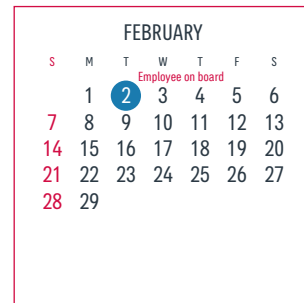 FEBRUARY
S M T W T F S
Employee on board
1 2 3 4 5 6
7 8 9 10 11 12 13
14 15 16 17 18 19 20
21 22 23 24 25 26 27
28 29